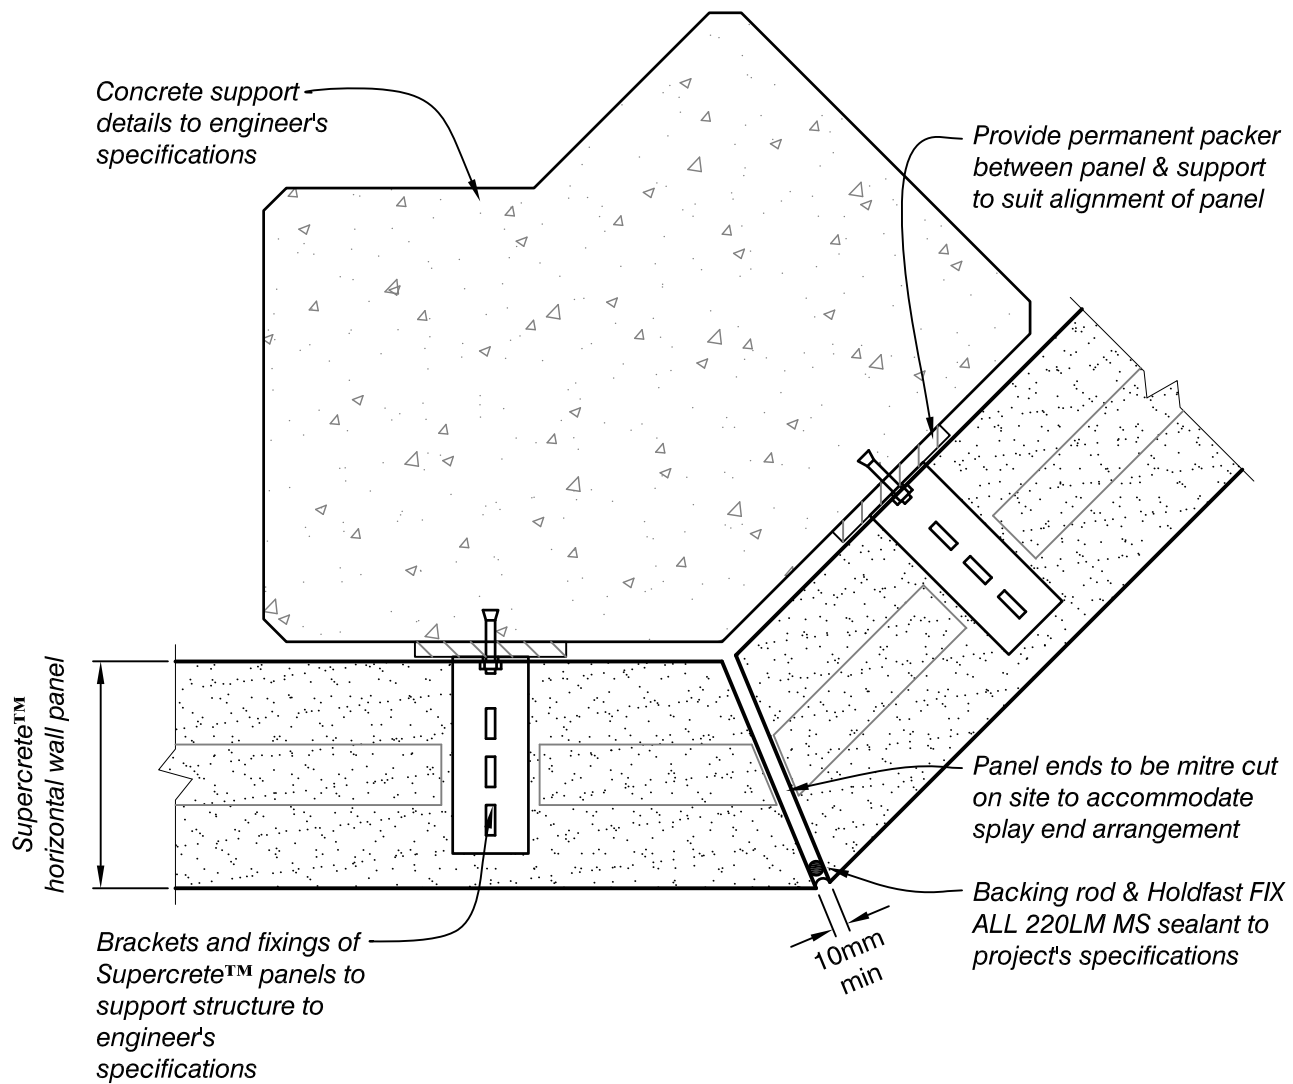 Concrete support
details to engineer's
specifications
Provide permanent packer
between panel & support
to suit alignment of panel
Supercrete™
horizontal wall panel
Panel ends to be mitre cut
on site to accommodate
splay end arrangement
Backing rod & Holdfast FIX
ALL 220LM MS sealant to
project's specifications
10mm
min
Brackets and fixings of
Supercrete™ panels to
support structure to
engineer's
specifications